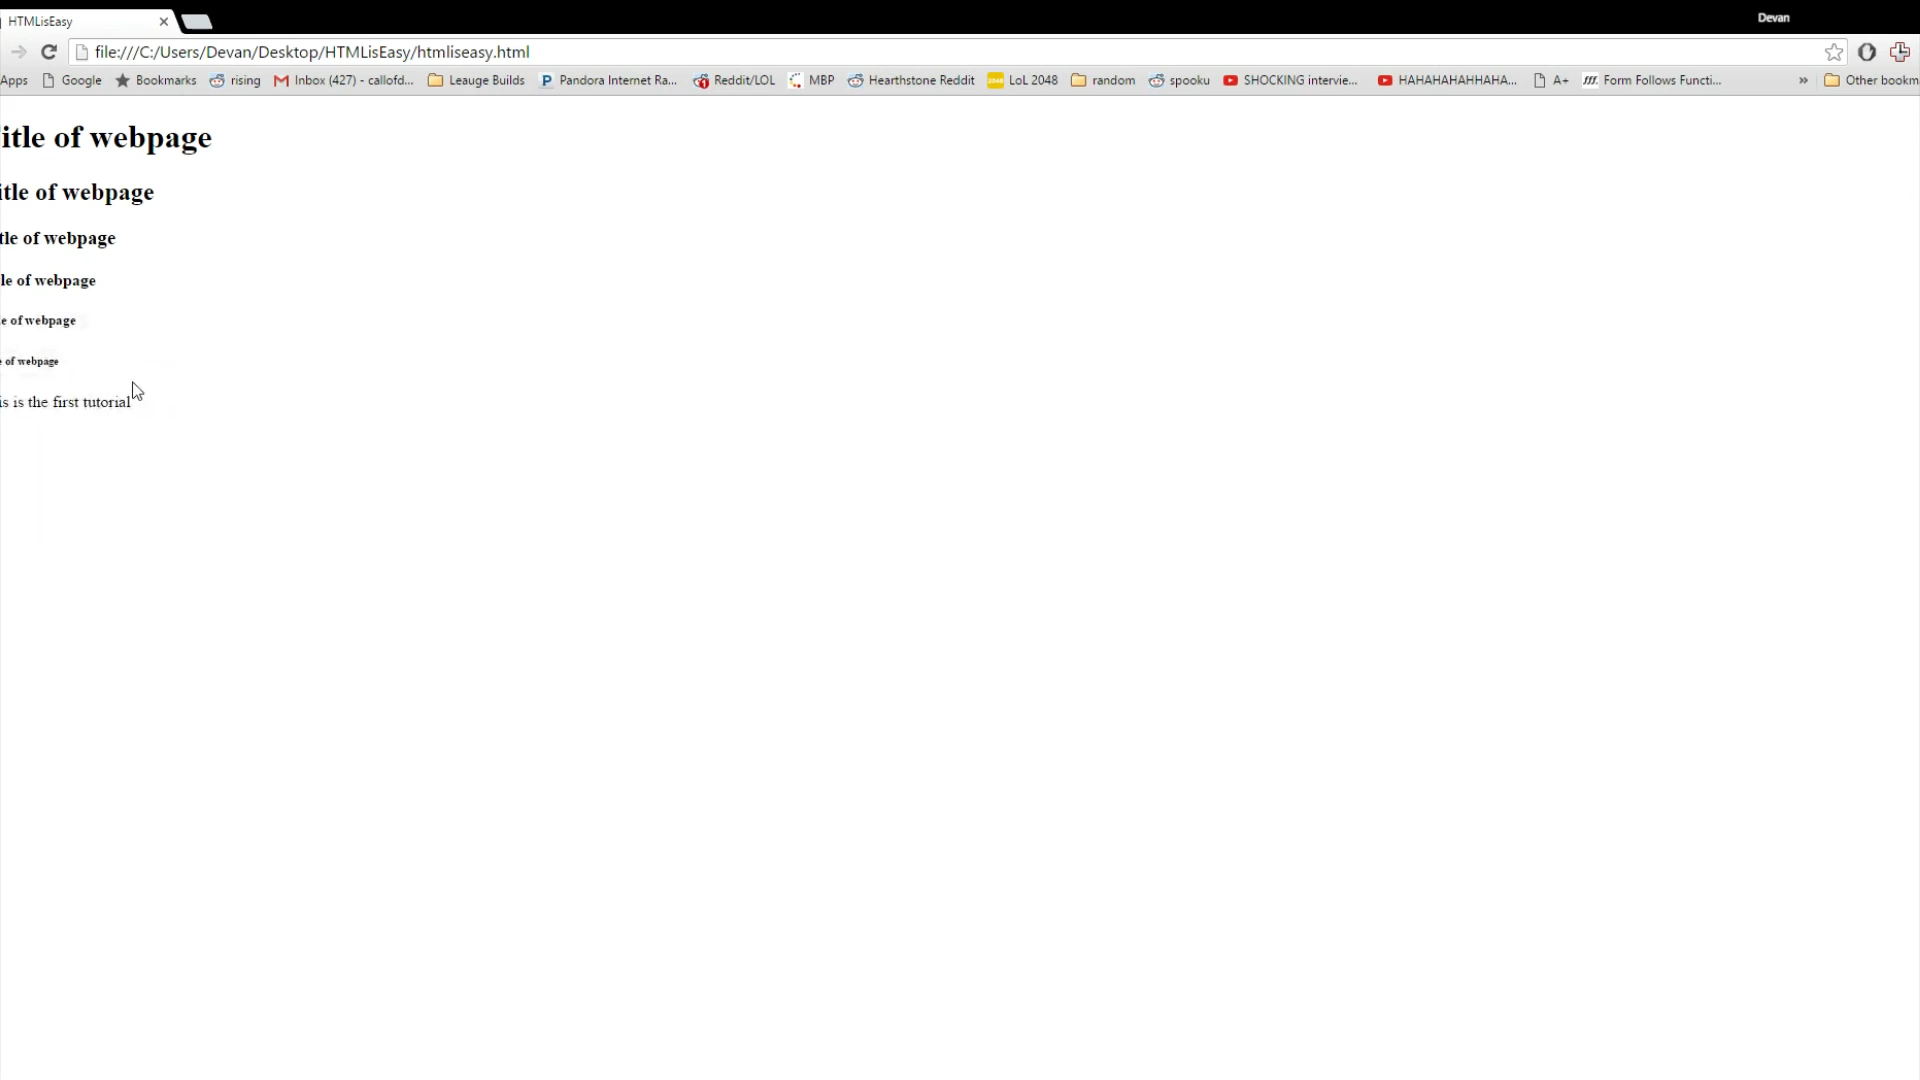 HTMLisEasy
Devan
file:///C:/Users/Devan/Desktop/HTMLisEasy/htmliseasy.html
Apps Google Bookmarks rising Inbox (427) - callofd... Leauge Builds Pandora Internet Ra... Reddit/LOL MBP Hearthstone Reddit LoL 2048 random spooku SHOCKING intervie... HAHAHAHAHHAHA... A+ Form Follows Functi... » Other bookm
itle of webpage
itle of webpage
tle of webpage
le of webpage
e of webpage
of webpage
is is the first tutorial